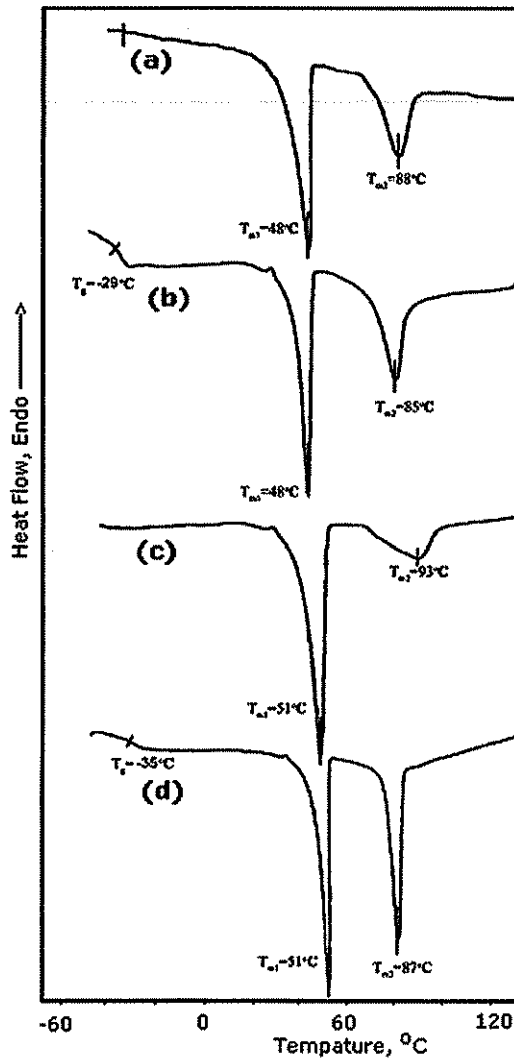 (a)
Tm2=88°C
Tm1=48°C
Tg=-29°C
(b)
Tm2=85°C
Tm1=48°C
(c)
Tm2=93°C
Tm1=51°C
Tg=-35°C
(d)
Tm1=51°C
Tm2=87°C
Heat Flow, Endo
-60 0 60 120
Tempature, °C